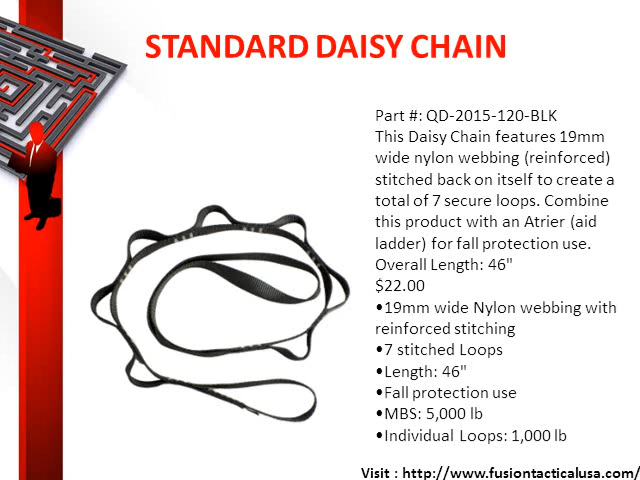 STANDARD DAISY CHAIN
Part #: QD-2015-120-BLK
This Daisy Chain features 19mm
wide nylon webbing (reinforced)
stitched back on itself to create a
total of 7 secure loops. Combine
this product with an Atrier (aid
ladder) for fall protection use.
Overall Length: 46"
$22.00
•19mm wide Nylon webbing with
reinforced stitching
•7 stitched Loops
•Length: 46"
•Fall protection use
•MBS: 5,000 lb
•Individual Loops: 1,000 lb
Visit : http://www.fusiontacticalusa.com/